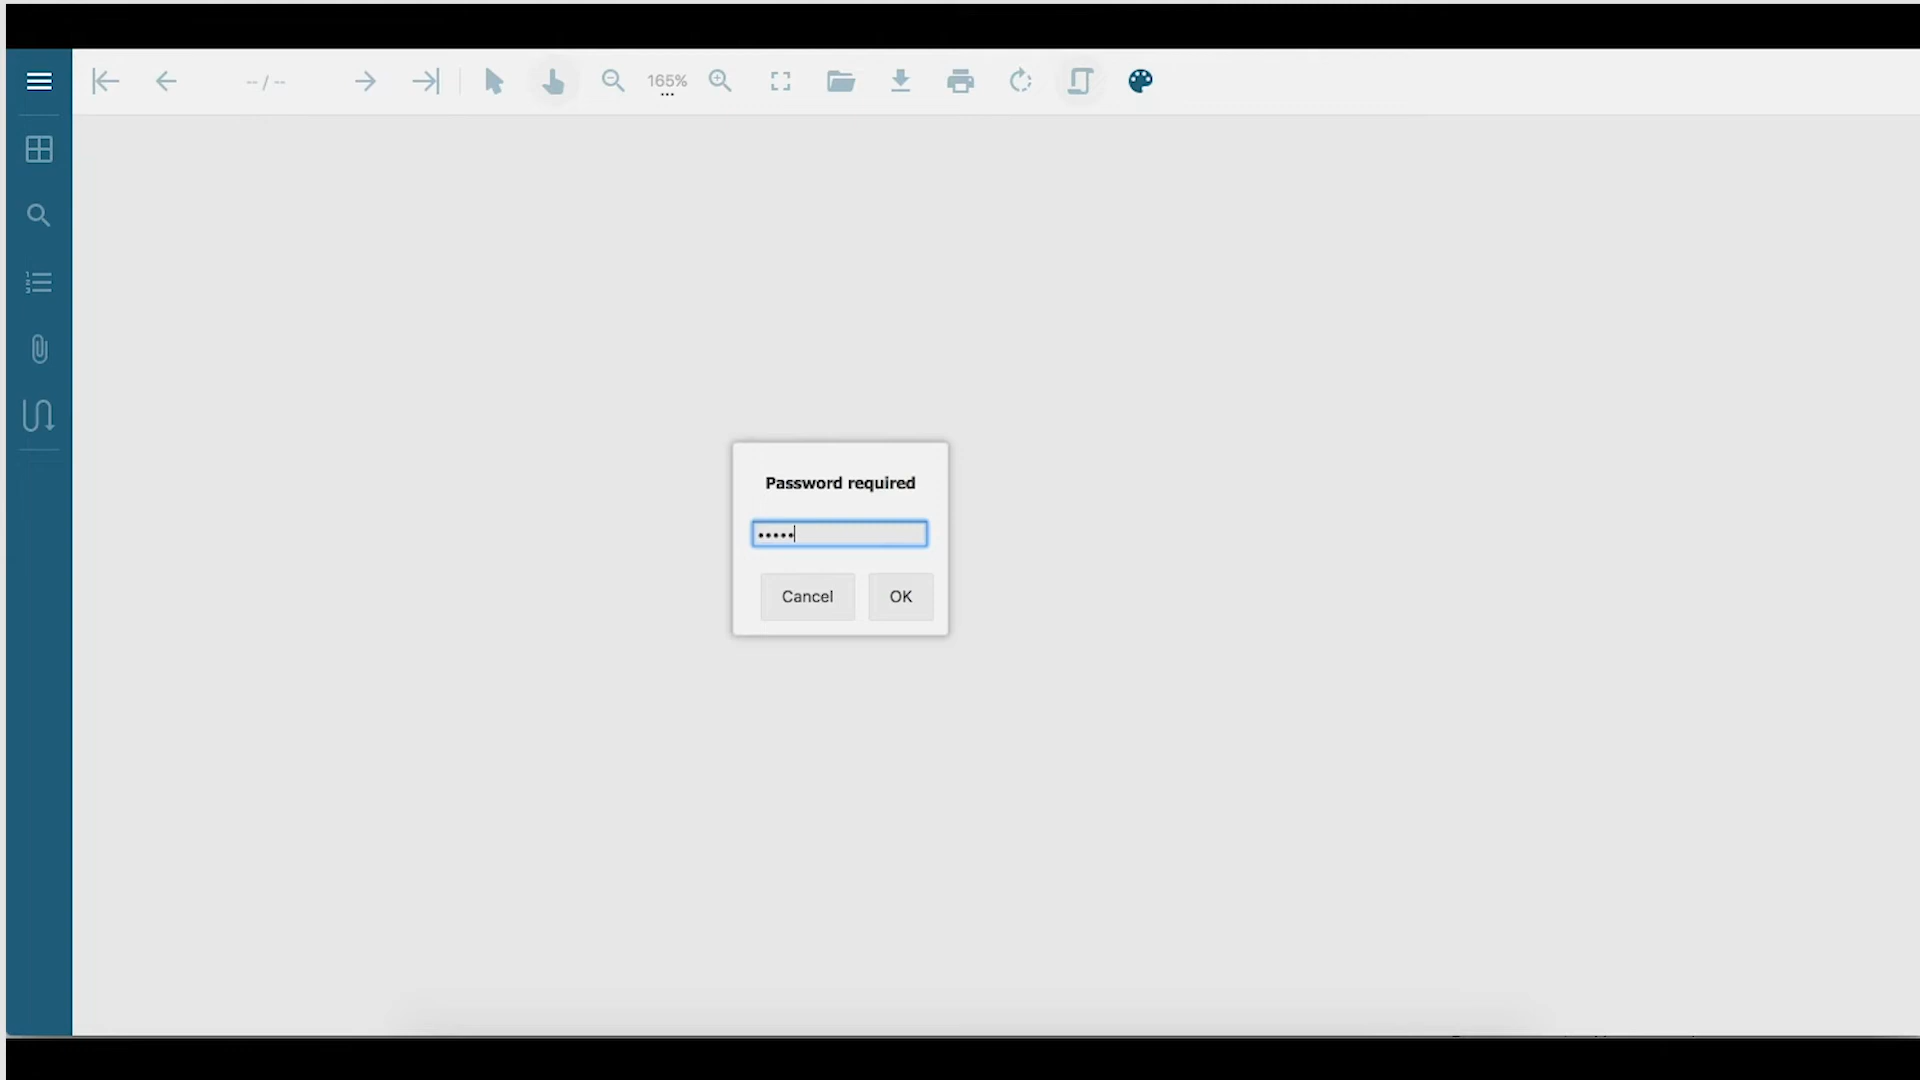 -- / --
165%
Password required
•••••
Cancel
OK